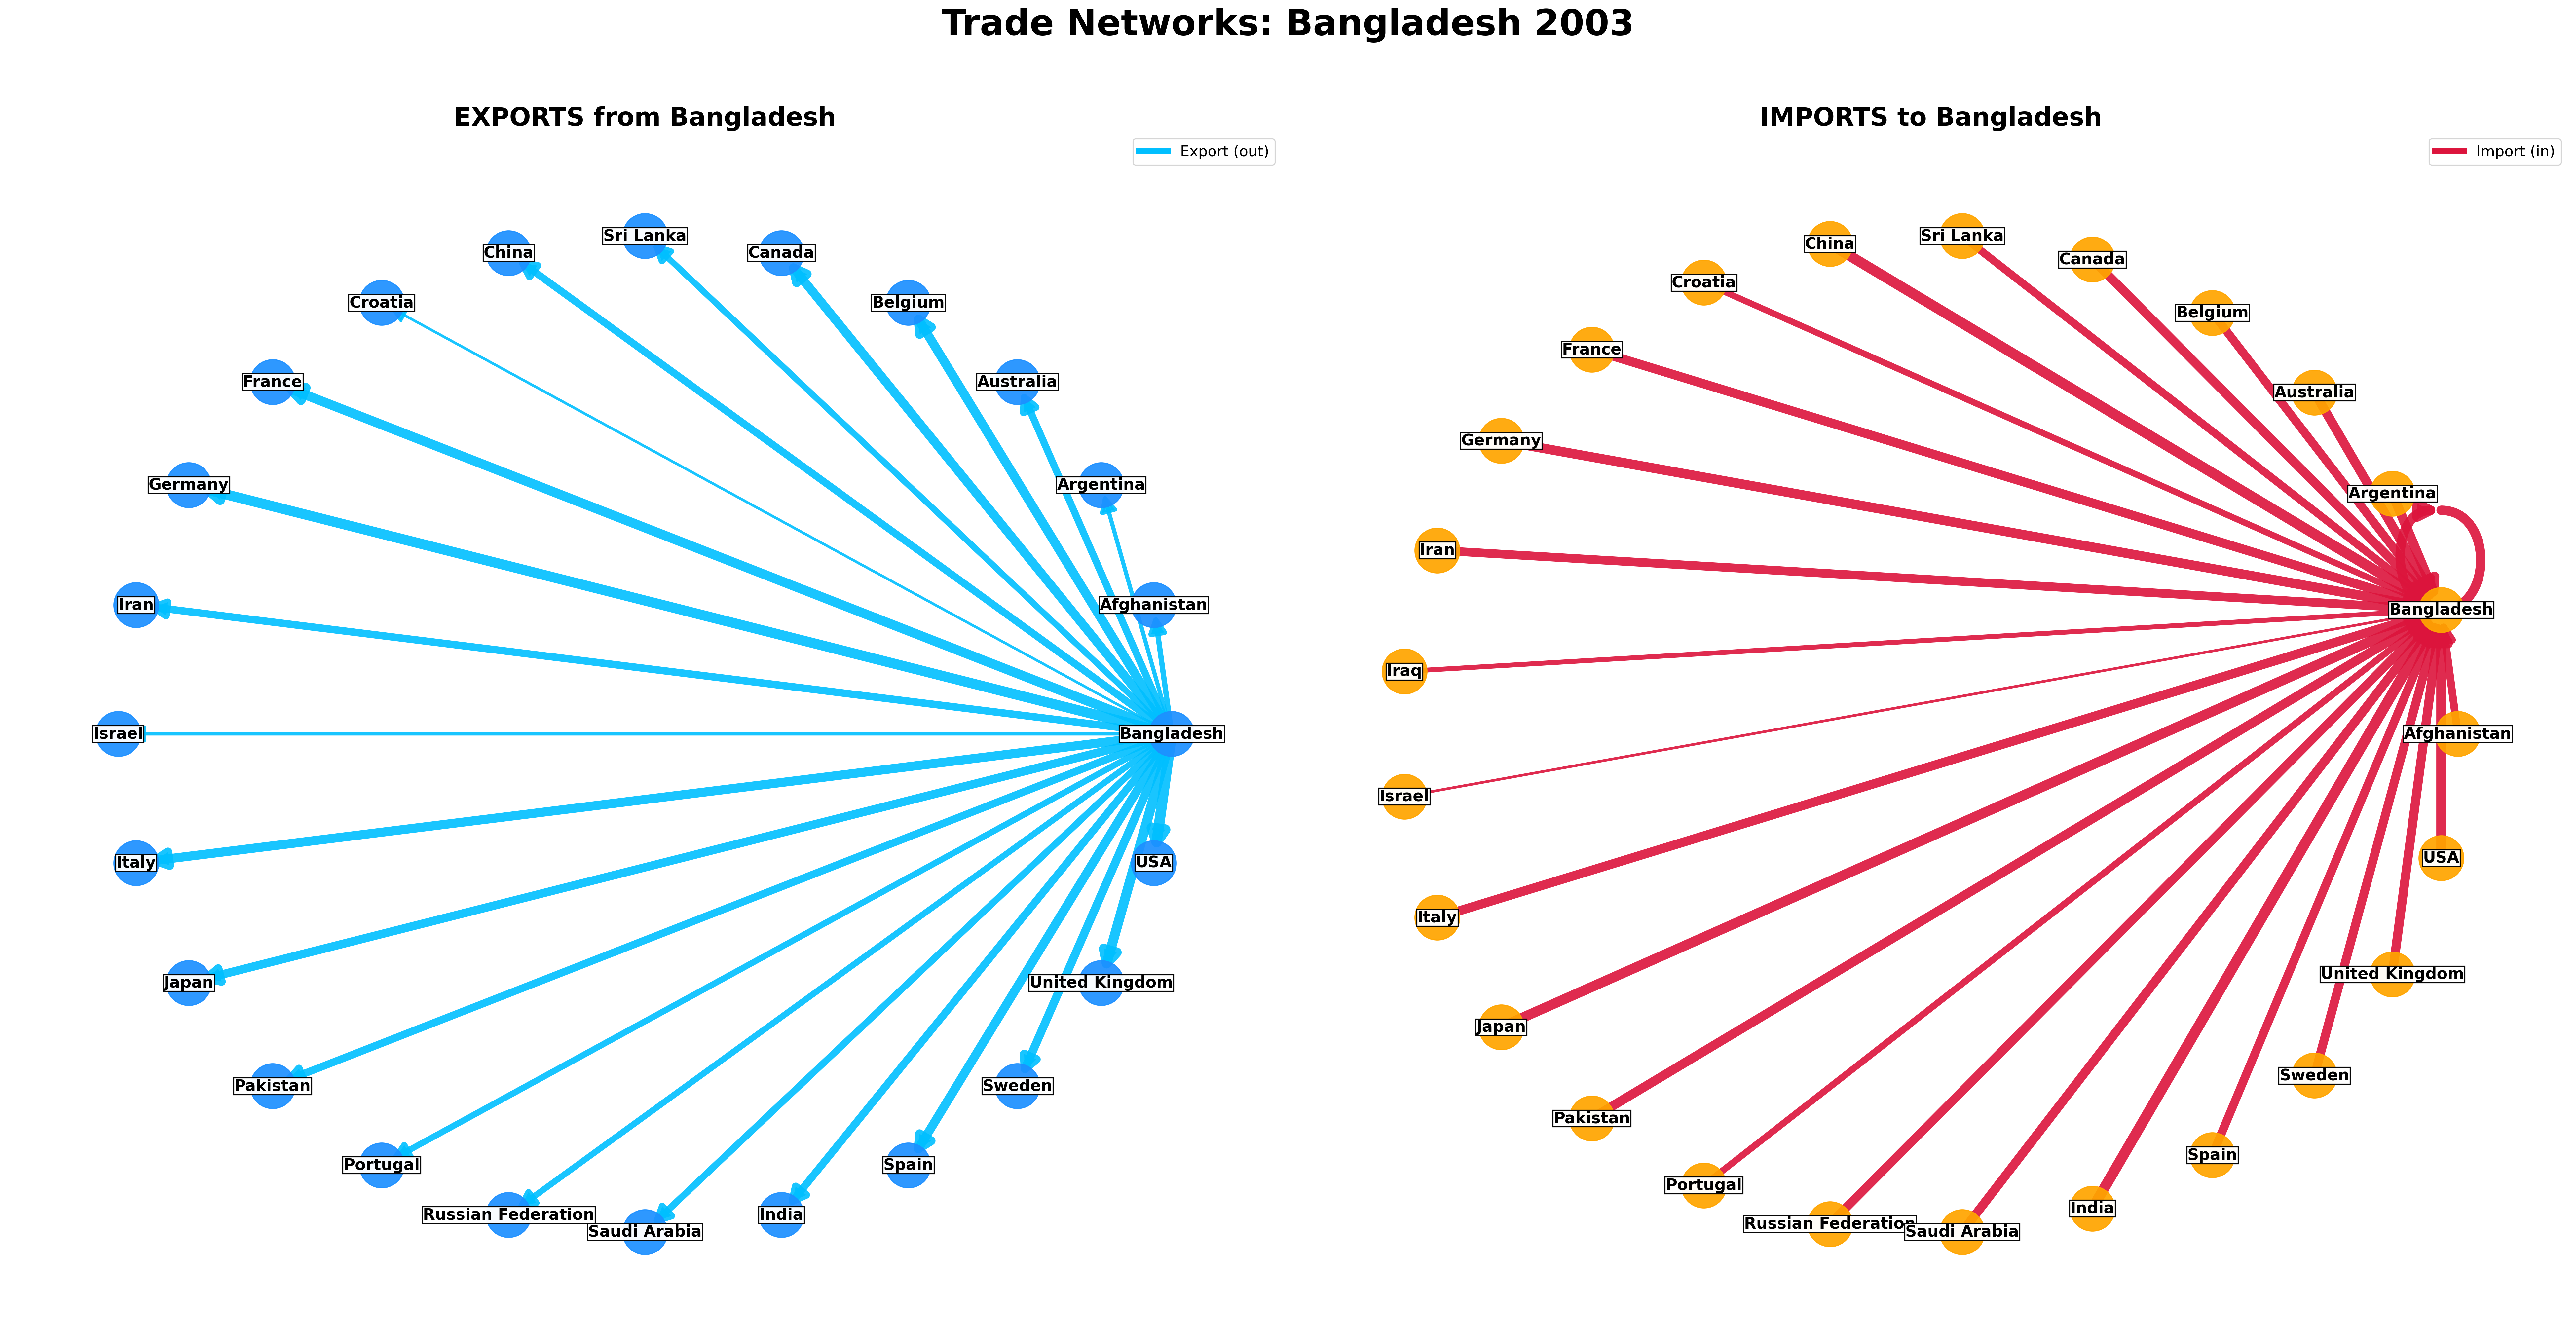 Trade Networks: Bangladesh 2003
EXPORTS from Bangladesh
Export (out)
Sri Lanka
China
Canada
Croatia
Belgium
France
Australia
Germany
Argentina
Iran
Afghanistan
Israel
Bangladesh
Italy
USA
Japan
United Kingdom
Pakistan
Sweden
Portugal
Spain
Russian Federation
India
Saudi Arabia
IMPORTS to Bangladesh
Import (in)
Sri Lanka
China
Canada
Croatia
Belgium
France
Australia
Germany
Argentina
Iran
Bangladesh
Iraq
Afghanistan
Israel
USA
Italy
United Kingdom
Japan
Sweden
Pakistan
Spain
Portugal
India
Russian Federation
Saudi Arabia